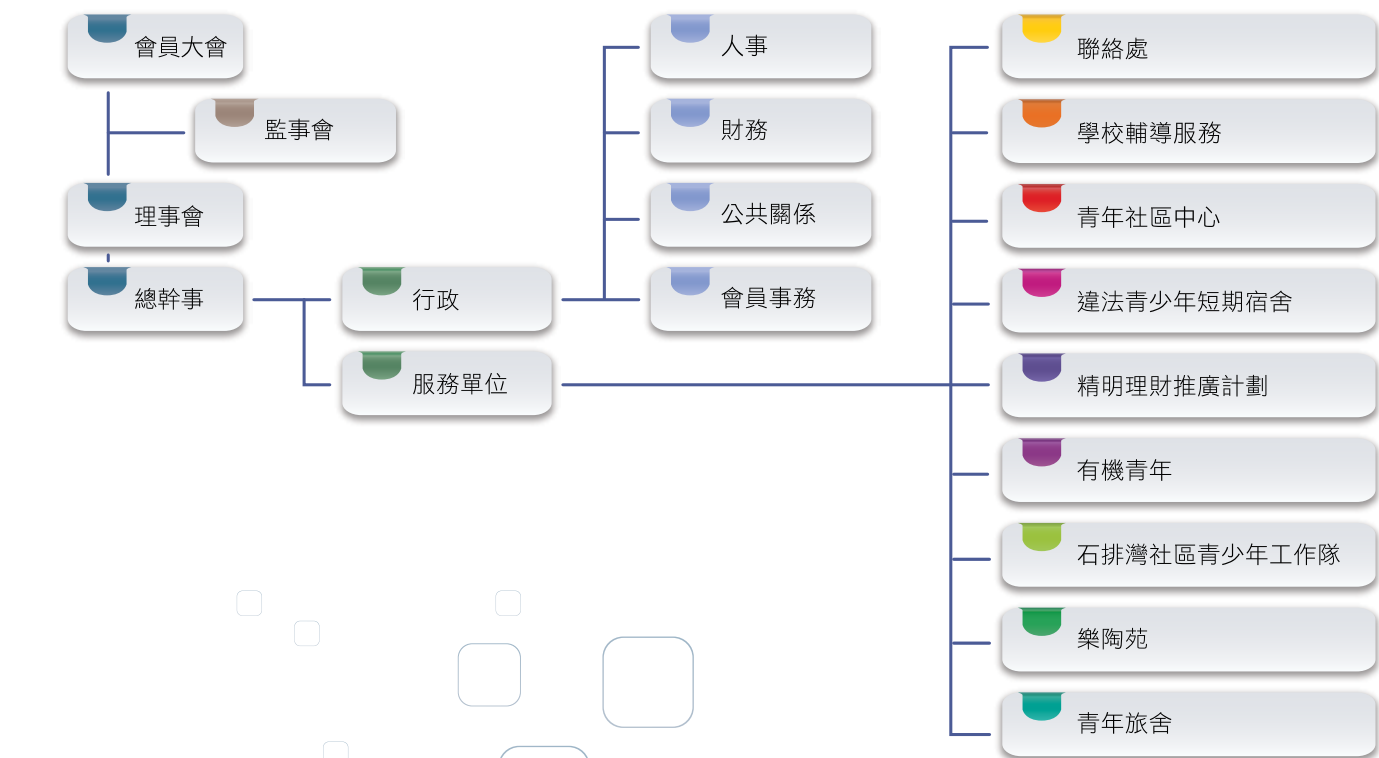 會員大會
監事會
理事會
總幹事
行政
服務單位
人事
財務
公共關係
會員事務
聯絡處
學校輔導服務
青年社區中心
違法青少年短期宿舍
精明理財推廣計劃
有機青年
石排灣社區青少年工作隊
樂陶苑
青年旅舍